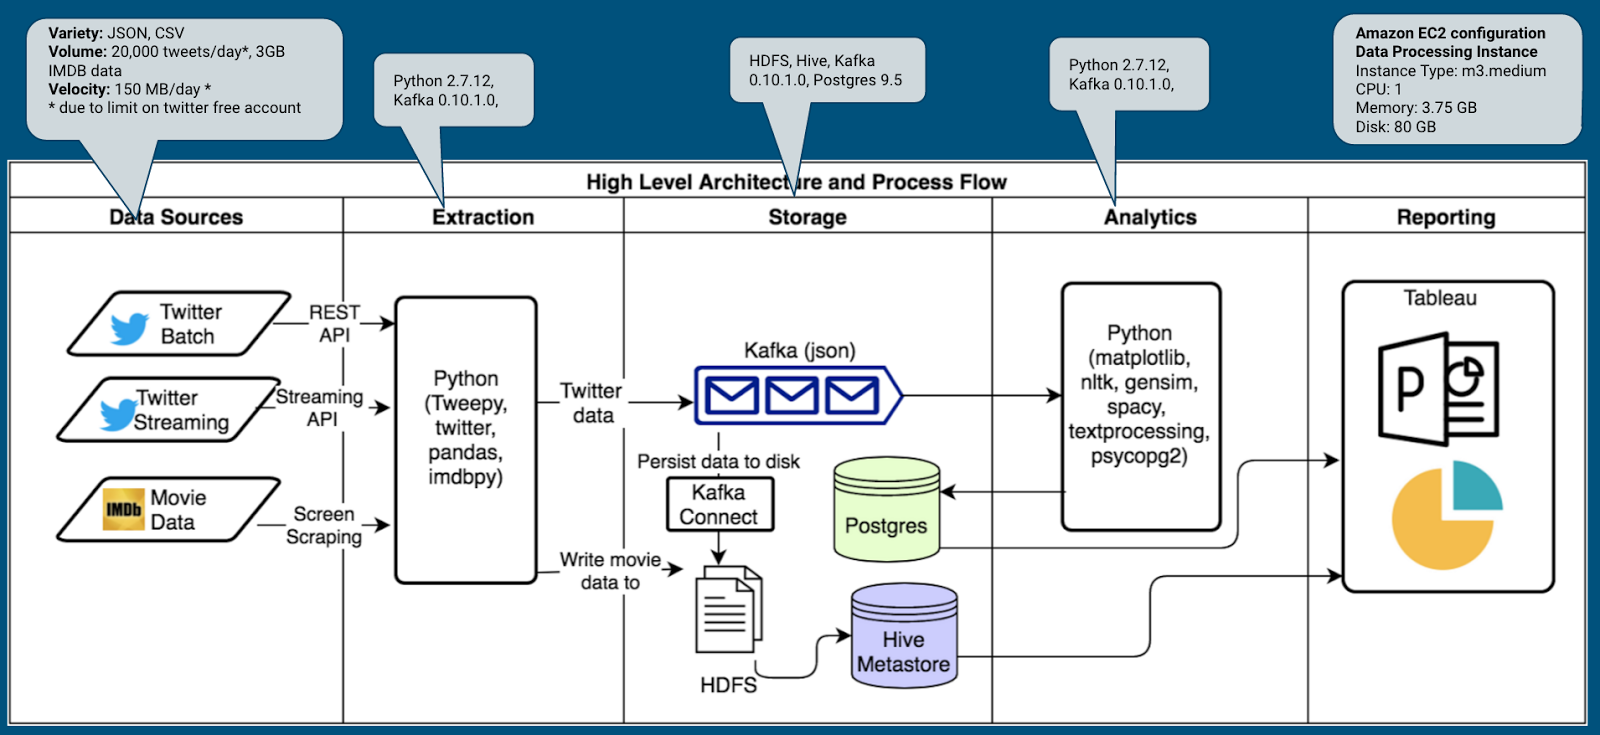 Variety: JSON, CSV
Volume: 20,000 tweets/day*, 3GB
IMDB data
Velocity: 150 MB/day *
* due to limit on twitter free account
Python 2.7.12,
Kafka 0.10.1.0,
HDFS, Hive, Kafka
0.10.1.0, Postgres 9.5
Python 2.7.12,
Kafka 0.10.1.0,
Amazon EC2 configuration
Data Processing Instance
Instance Type: m3.medium
CPU: 1
Memory: 3.75 GB
Disk: 80 GB
High Level Architecture and Process Flow
Data Sources
Extraction
Storage
Analytics
Reporting
Twitter
Batch
REST
API
Twitter
Streaming
Streaming
API
IMDb
Movie
Data
Screen
Scraping
Python
(Tweepy,
twitter,
pandas,
imdbpy)
Twitter
data
Write movie
data to
Kafka (json)
Persist data to disk
Kafka
Connect
HDFS
Postgres
Hive
Metastore
Python
(matplotlib,
nltk, gensim,
spacy,
textprocessing,
psycopg2)
Tableau
P